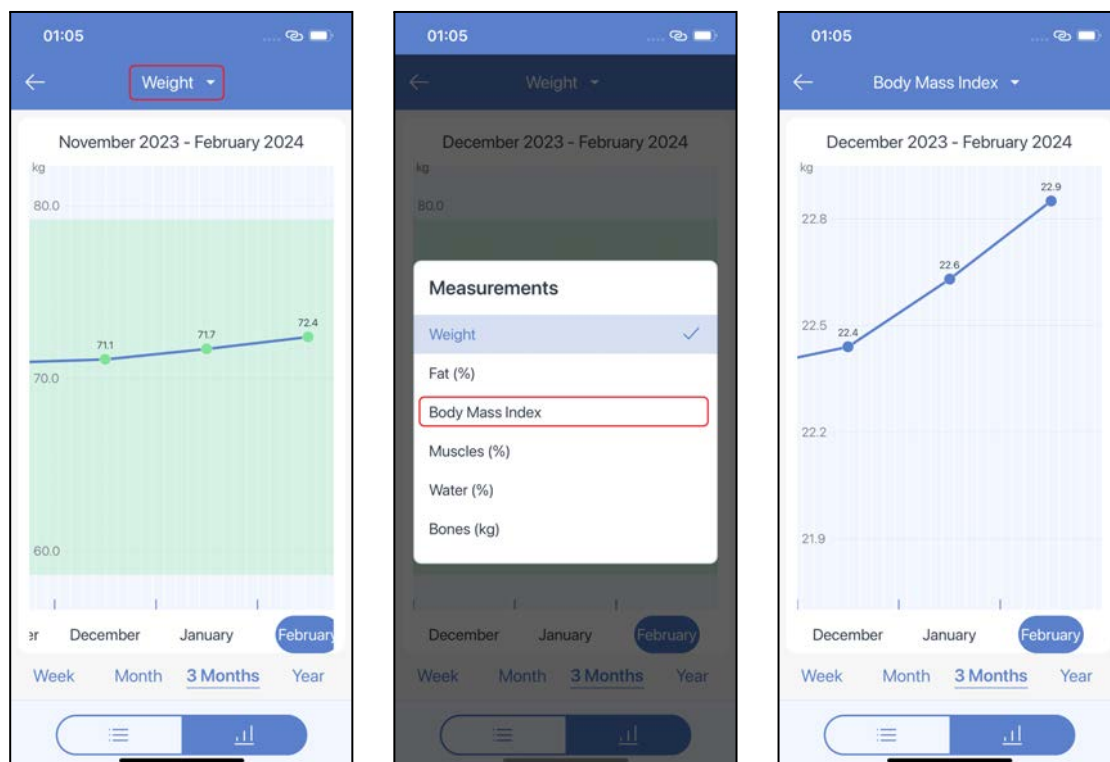 01:05
Weight
November 2023 - February 2024
kg
80.0
72.4
71.7
71.1
70.0
60.0
er December January February
Week Month 3 Months Year
01:05
Weight
December 2023 - February 2024
kg
80.0
Measurements
Weight
Fat (%)
Body Mass Index
Muscles (%)
Water (%)
Bones (kg)
December January February
Week Month 3 Months Year
01:05
Body Mass Index
December 2023 - February 2024
kg
22.9
22.8
22.6
22.5
22.4
22.2
21.9
December January February
Week Month 3 Months Year